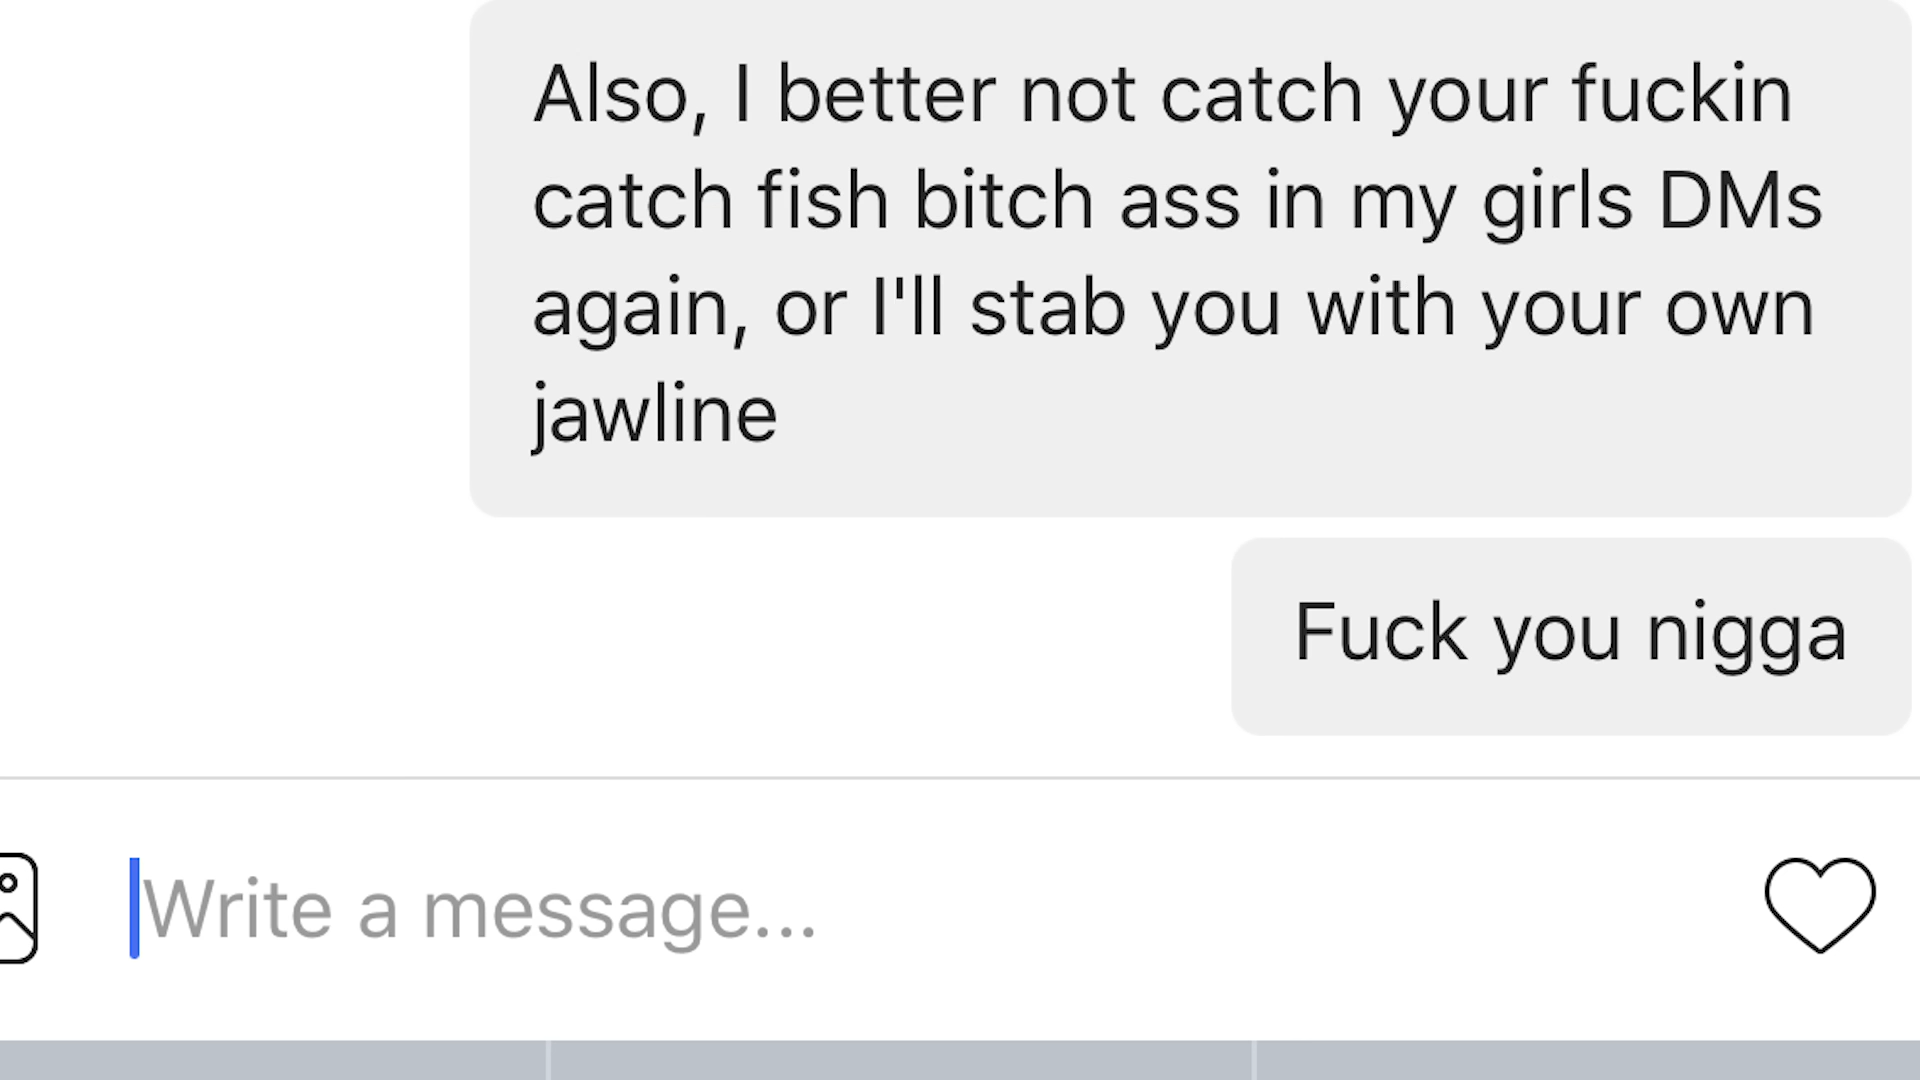 Also, I better not catch your fuckin
catch fish bitch ass in my girls DMs
again, or I'll stab you with your own
jawline
Fuck you nigga
Write a message...